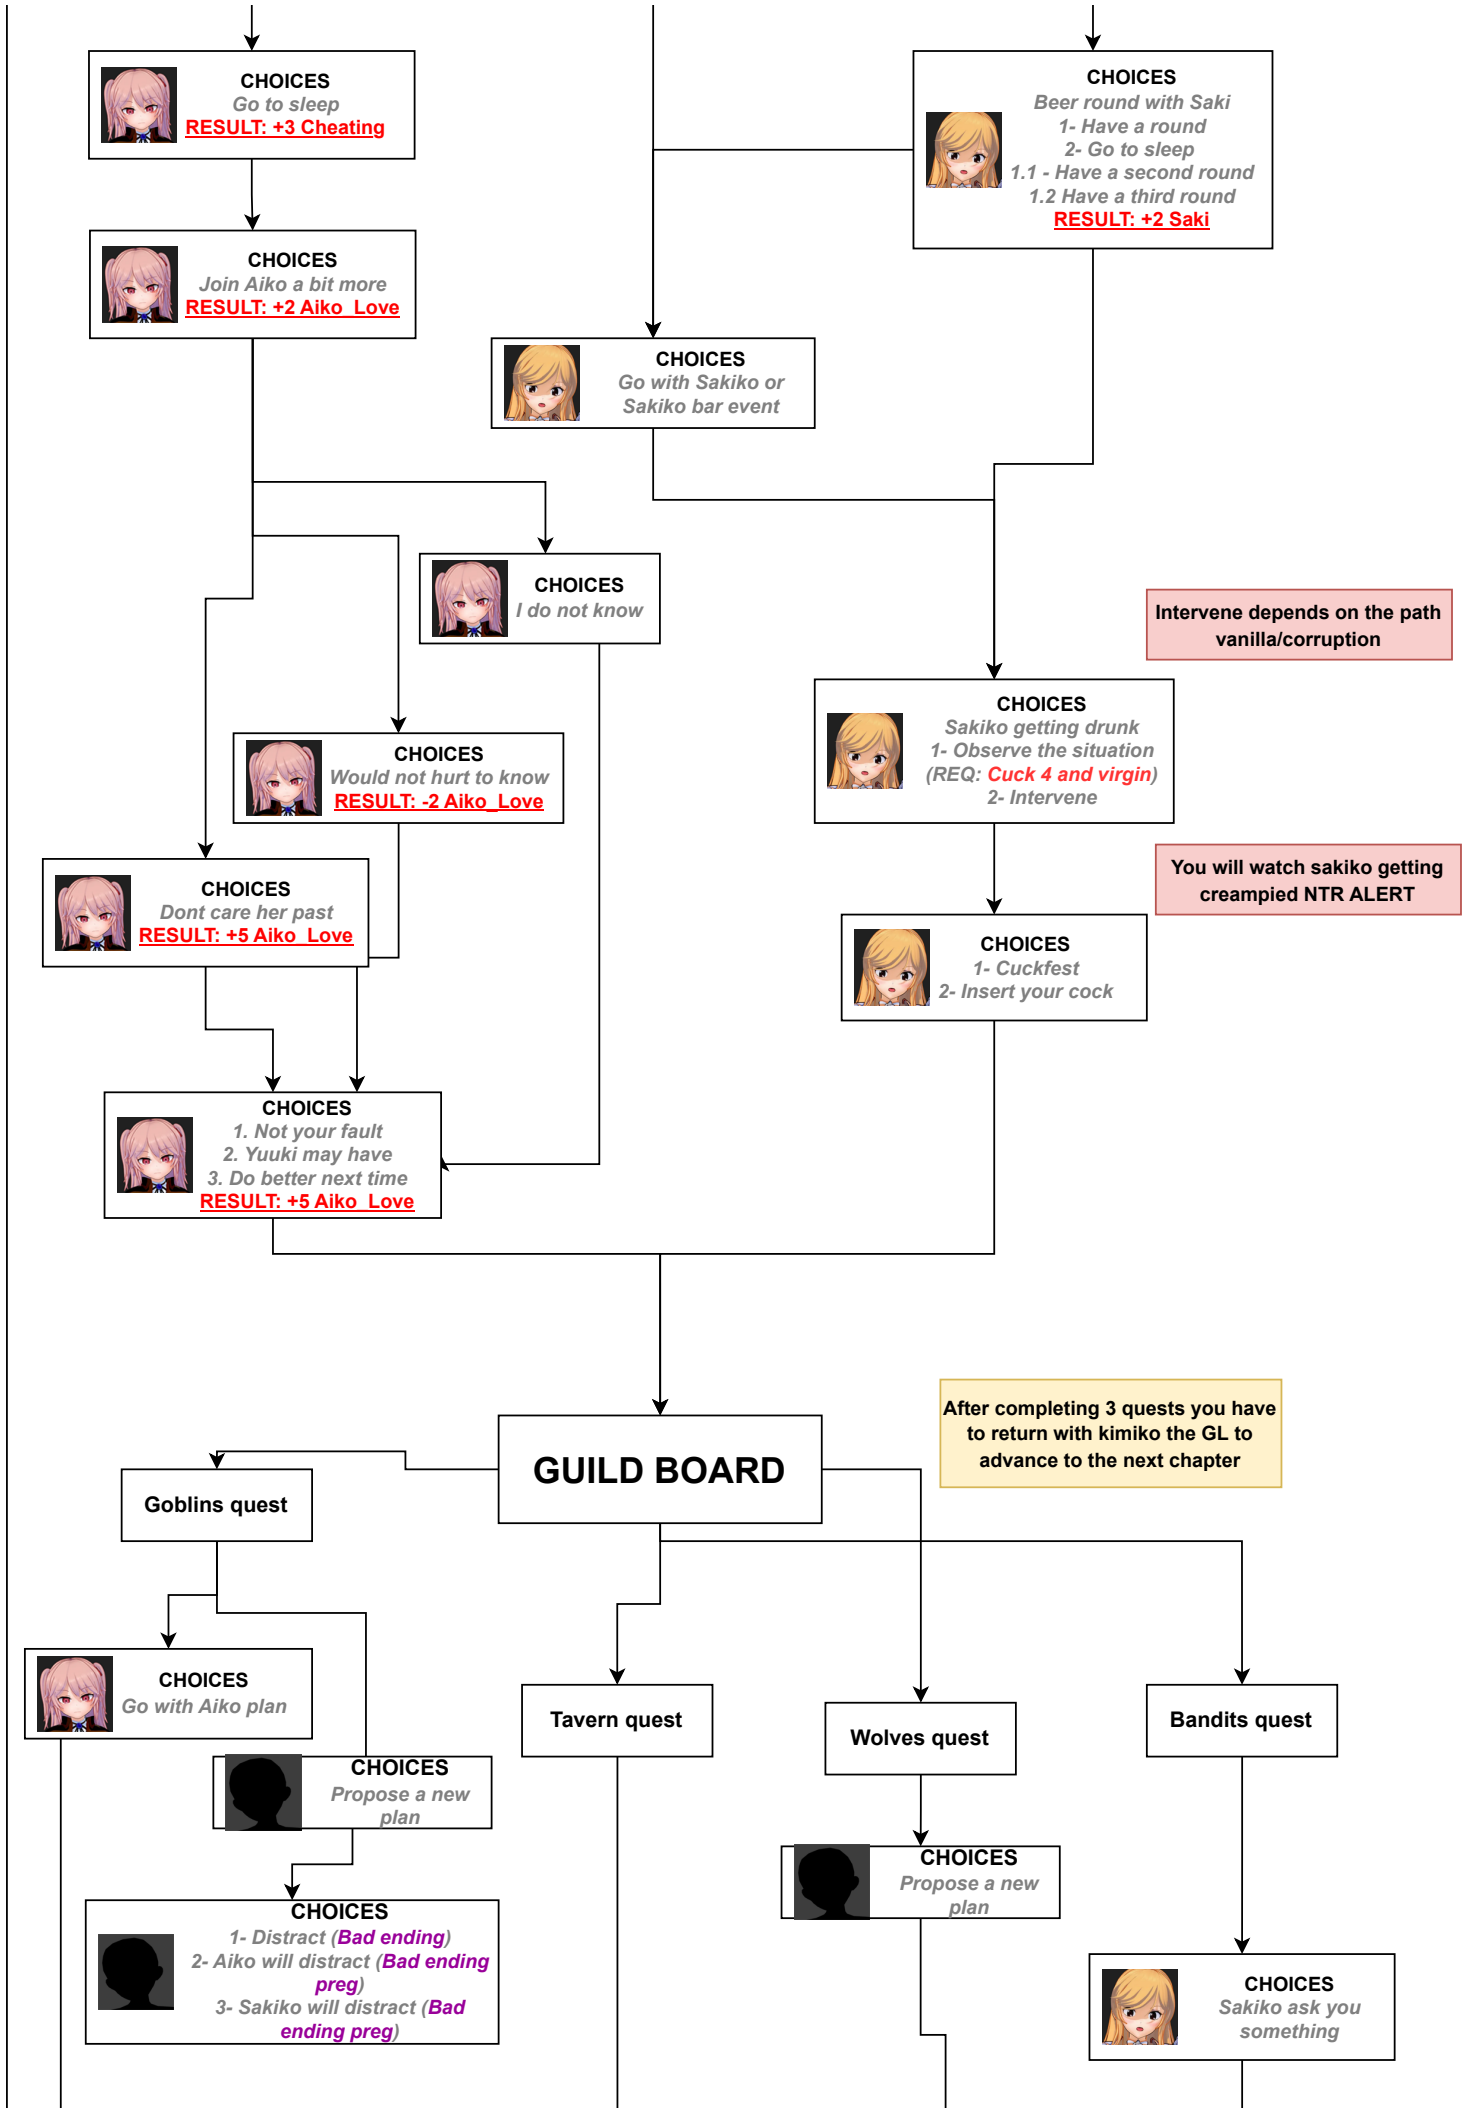 CHOICES
Go to sleep
RESULT: +3 Cheating
CHOICES
Beer round with Saki
1- Have a round
2- Go to sleep
1.1 - Have a second round
1.2 Have a third round
RESULT: +2 Saki
CHOICES
Join Aiko a bit more
RESULT: +2 Aiko_Love
CHOICES
Go with Sakiko or
Sakiko bar event
CHOICES
I do not know
Intervene depends on the path
vanilla/corruption
CHOICES
Sakiko getting drunk
1- Observe the situation
(REQ: Cuck 4 and virgin)
2- Intervene
CHOICES
Would not hurt to know
RESULT: -2 Aiko_Love
You will watch sakiko getting
creampied NTR ALERT
CHOICES
Dont care her past
RESULT: +5 Aiko_Love
CHOICES
1- Cuckfest
2- Insert your cock
CHOICES
1. Not your fault
2. Yuuki may have
3. Do better next time
RESULT: +5 Aiko_Love
After completing 3 quests you have
to return with kimiko the GL to
advance to the next chapter
GUILD BOARD
Goblins quest
CHOICES
Go with Aiko plan
Tavern quest
Wolves quest
Bandits quest
CHOICES
Propose a new
plan
CHOICES
Propose a new
plan
CHOICES
1- Distract (Bad ending)
2- Aiko will distract (Bad ending
preg)
3- Sakiko will distract (Bad
ending preg)
CHOICES
Sakiko ask you
something